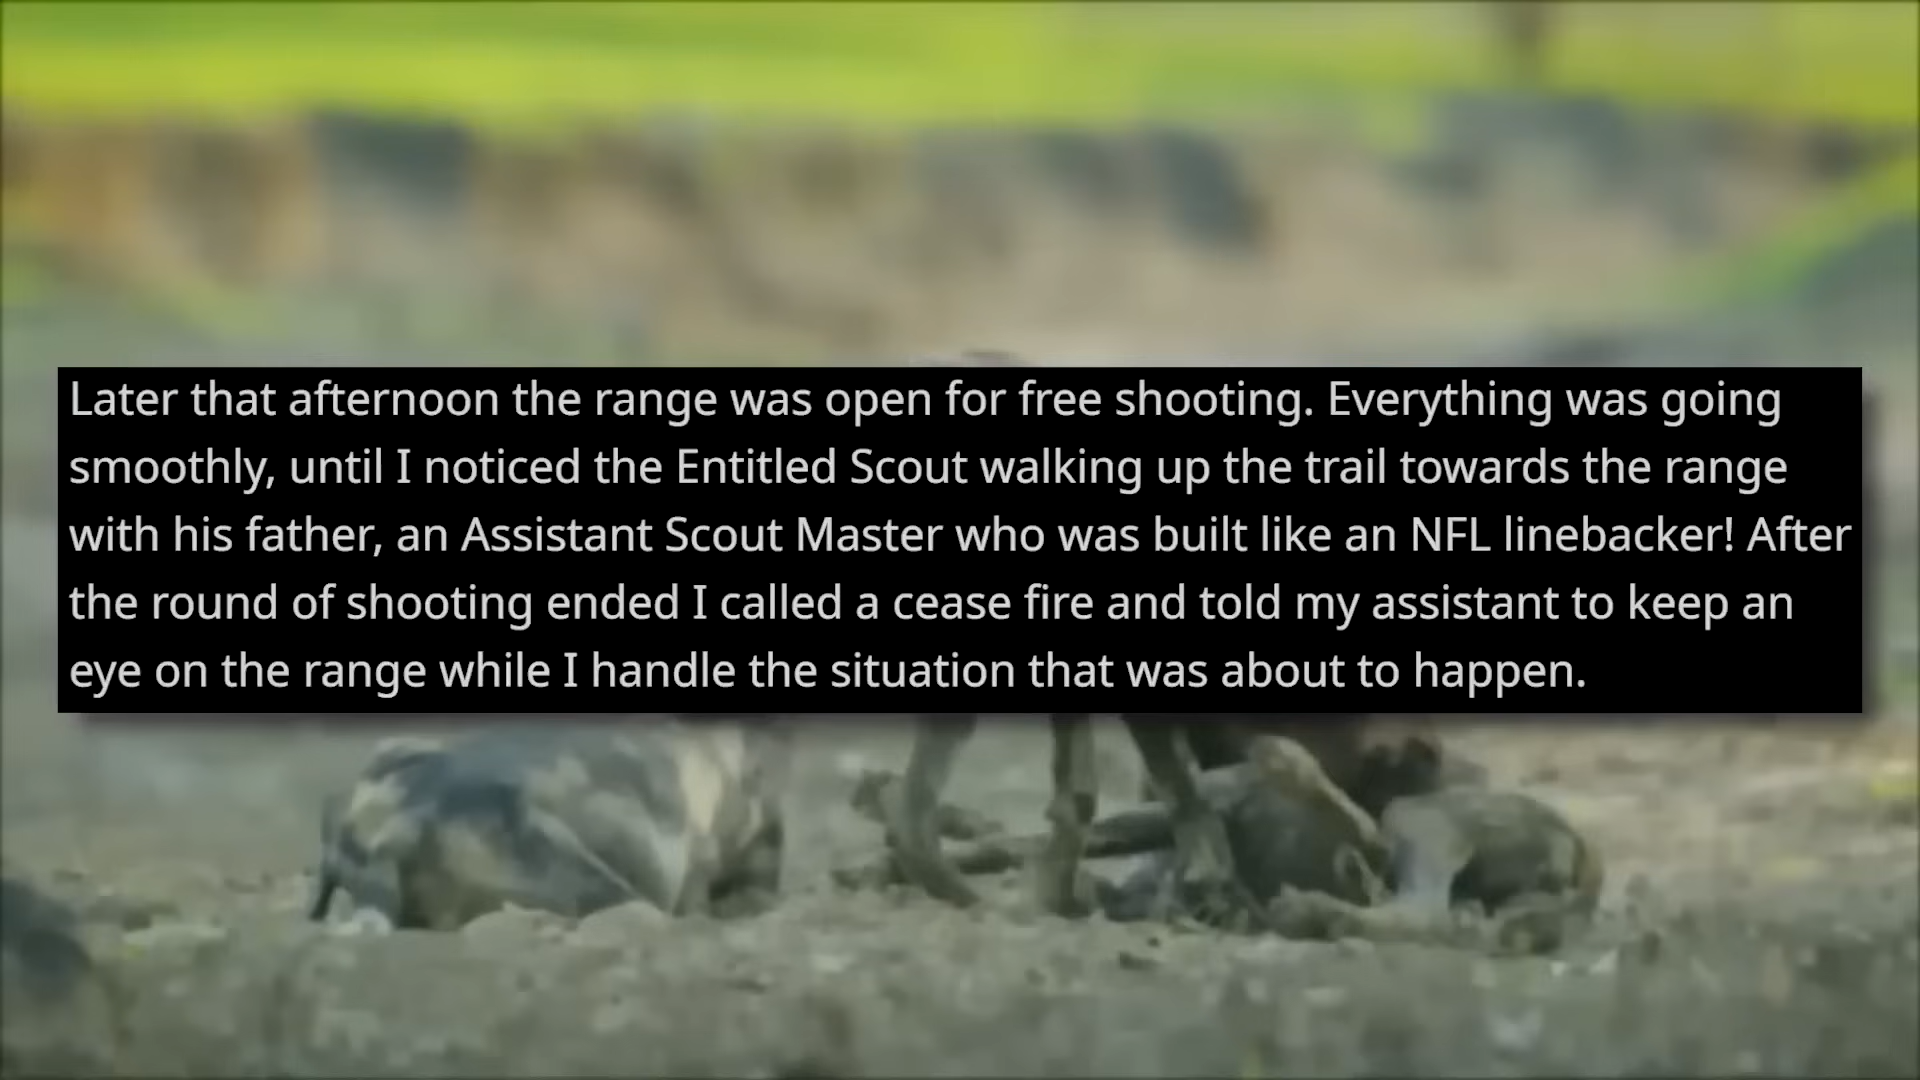 Later that afternoon the range was open for free shooting. Everything was going
smoothly, until I noticed the Entitled Scout walking up the trail towards the range
with his father, an Assistant Scout Master who was built like an NFL linebacker! After
the round of shooting ended I called a cease fire and told my assistant to keep an
eye on the range while I handle the situation that was about to happen.